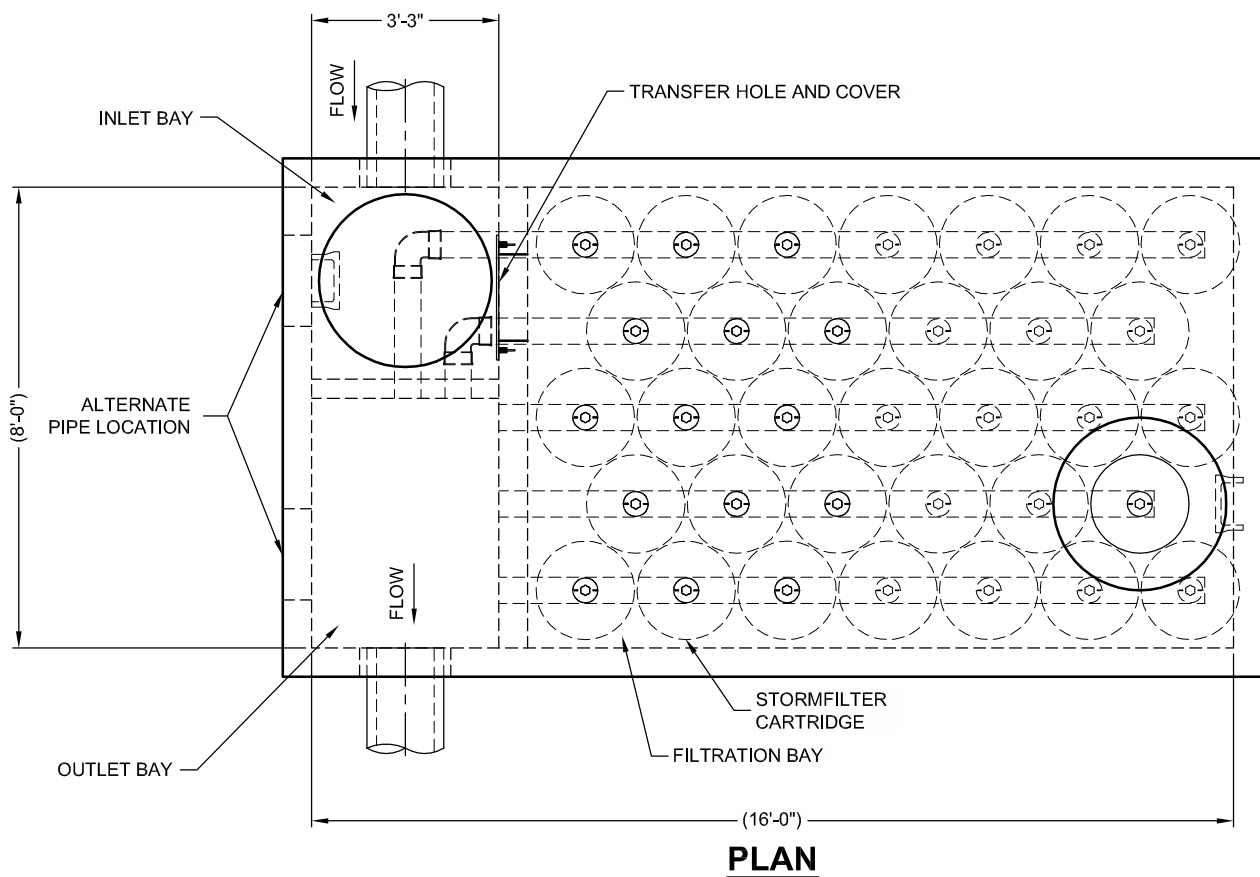 3'-3"
FLOW
TRANSFER HOLE AND COVER
INLET BAY
(8'-0")
ALTERNATE
PIPE LOCATION
FLOW
STORMFILTER
CARTRIDGE
FILTRATION BAY
OUTLET BAY
(16'-0")
PLAN